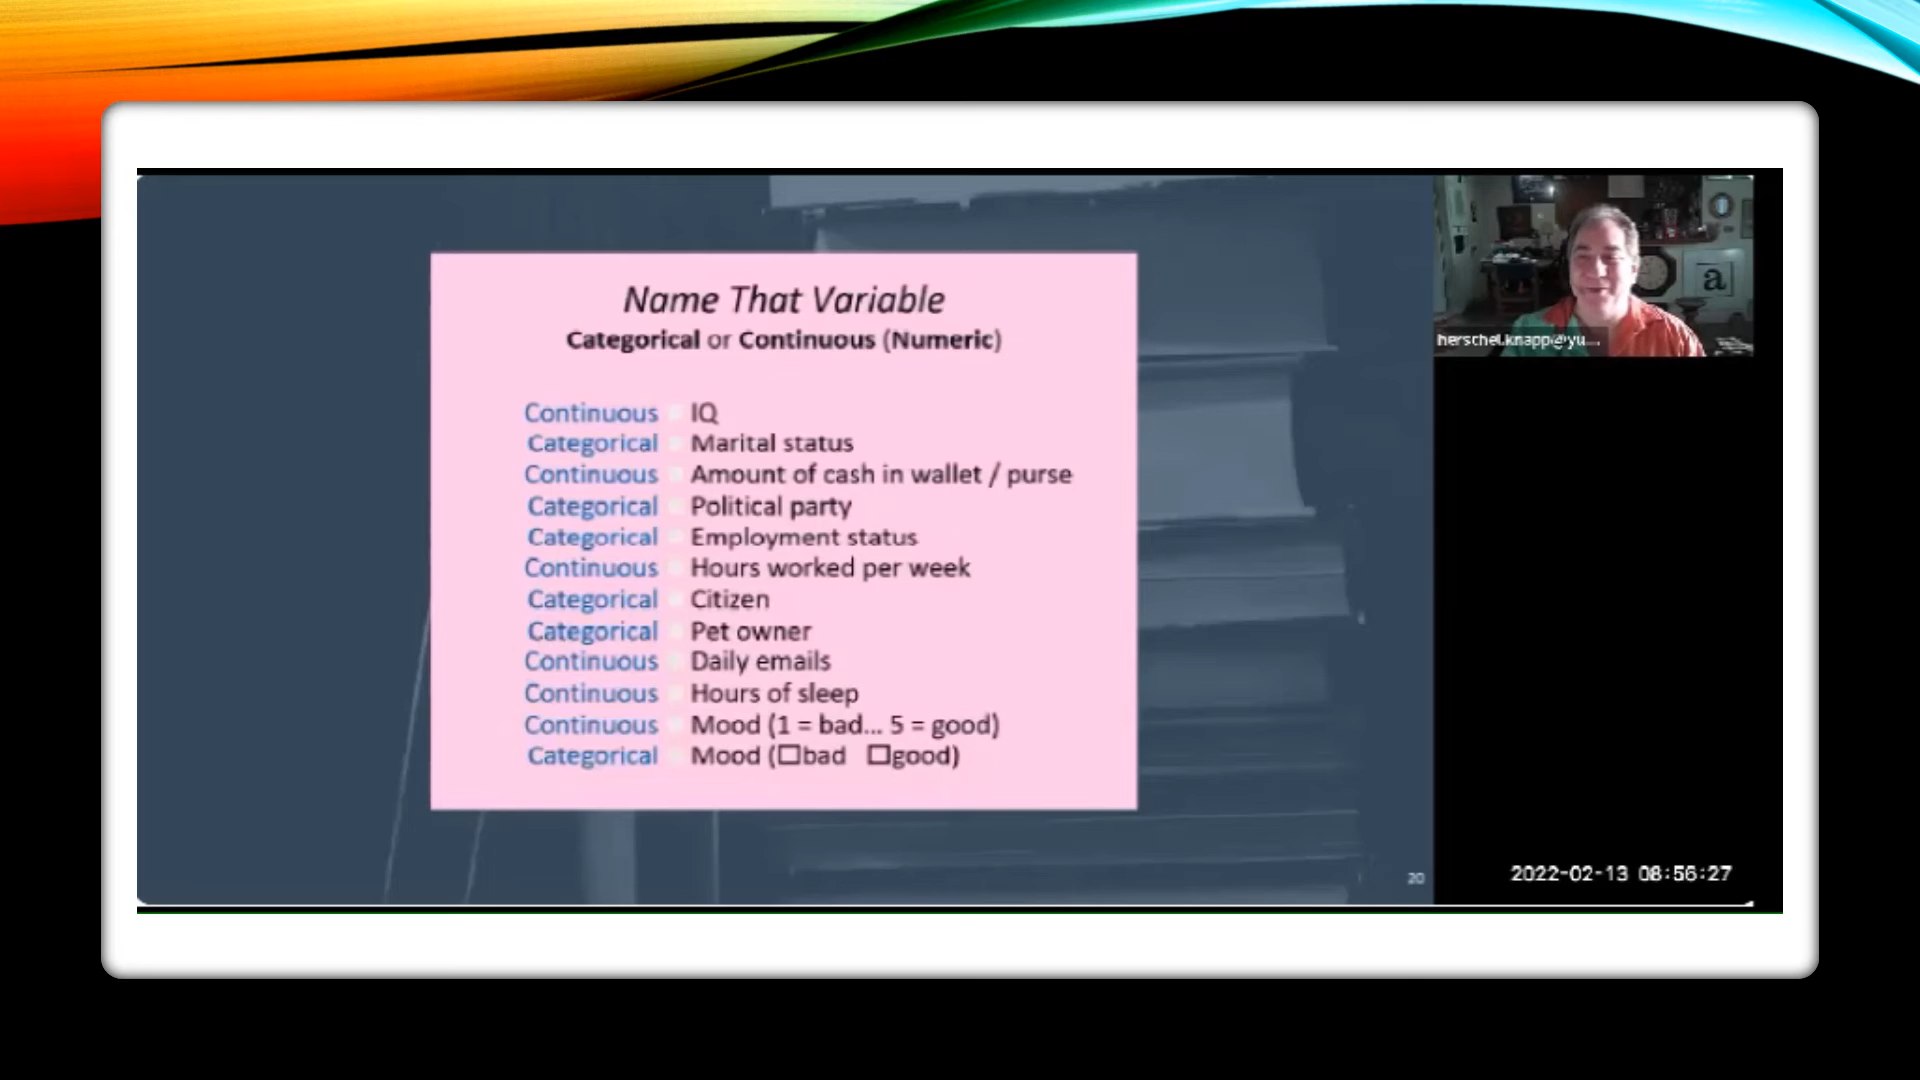 Name That Variable
Categorical or Continuous (Numeric)
Continuous IQ
Categorical Marital status
Continuous Amount of cash in wallet / purse
Categorical Political party
Categorical Employment status
Continuous Hours worked per week
Categorical Citizen
Categorical Pet owner
Continuous Daily emails
Continuous Hours of sleep
Continuous Mood (1 = bad... 5 = good)
Categorical Mood (☐bad ☐good)
20
a
herschel.knapp@yu...
2022-02-13 08:56:27